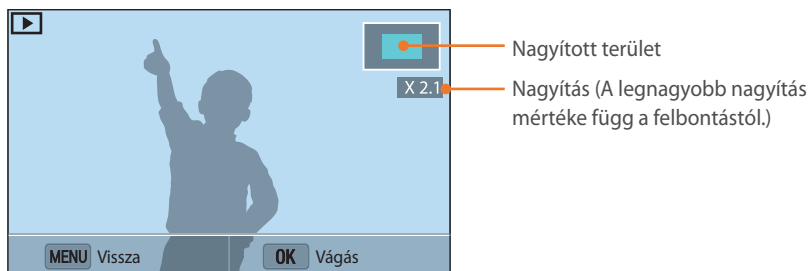 Nagyított terület
X 2.1
Nagyítás (A legnagyobb nagyítás
mértéke függ a felbontástól.)
MENU Vissza
OK Vágás